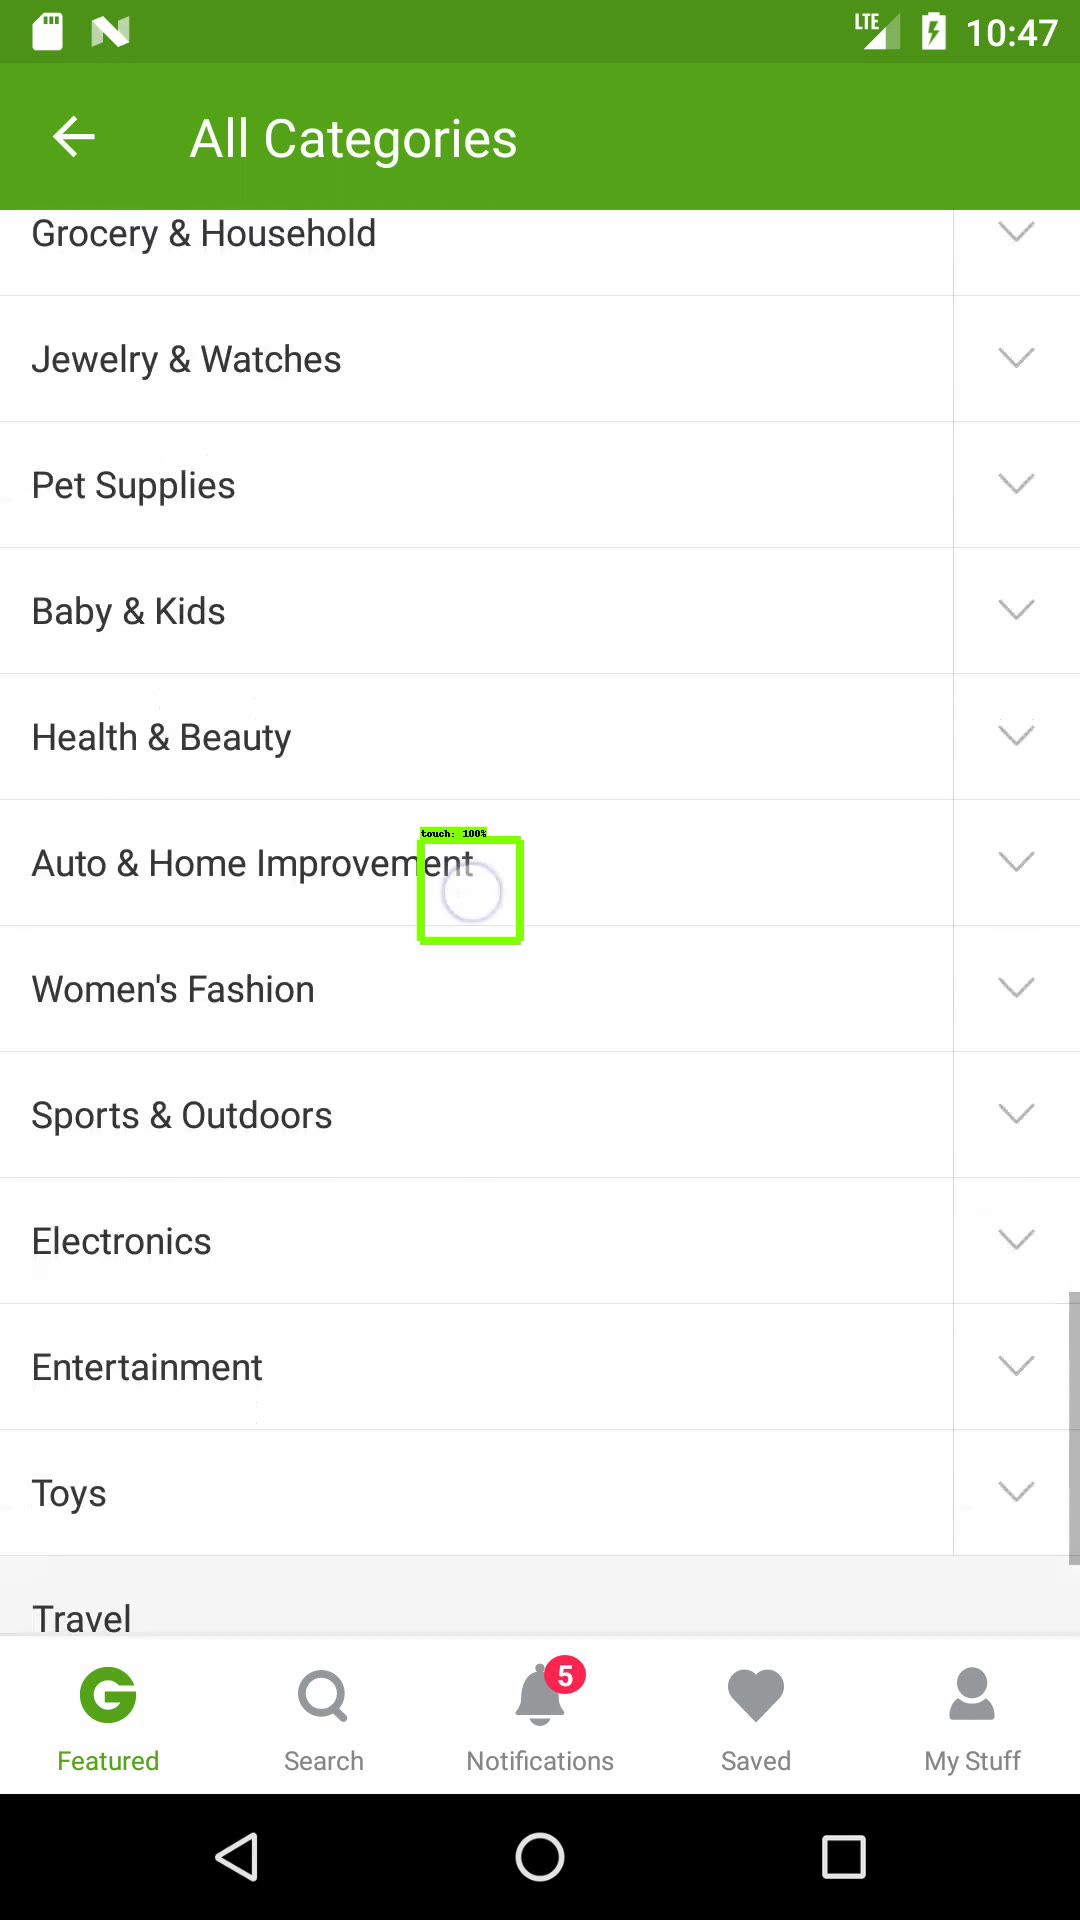 LTE 10:47
All Categories
Grocery & Household
Jewelry & Watches
Pet Supplies
Baby & Kids
Health & Beauty
touch: 100%
Auto & Home Improvement
Women's Fashion
Sports & Outdoors
Electronics
Entertainment
Toys
Travel
5
Featured Search Notifications Saved My Stuff